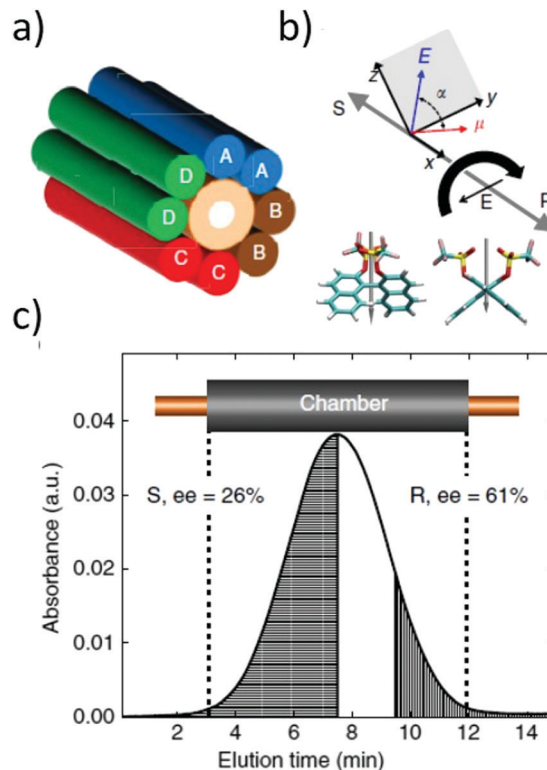 a)
A
A
D
B
D
B
C
C
b)
E
z
α
y
S
μ
x
E
R
c)
Chamber
0.04
S, ee = 26%
R, ee = 61%
0.03
0.02
0.01
0.00
2
4
6
8
10
12
14
Absorbance (a.u.)
Elution time (min)